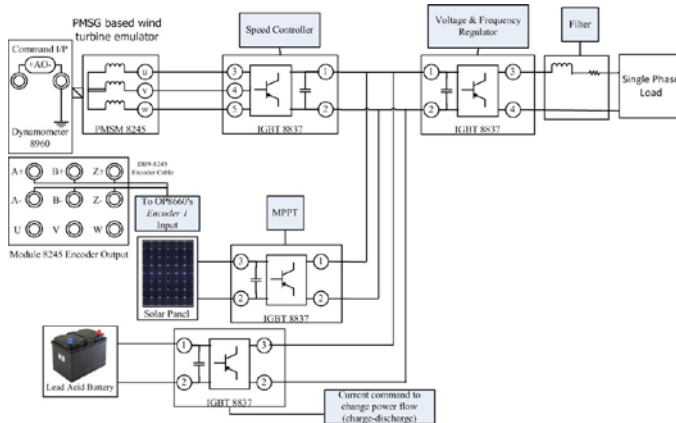 PMSG based wind
turbine emulator
Speed Controller
Voltage & Frequency
Regulator
Filter
Command I/P
+AO-
Dynamometer
8960
u
v
w
PMSM 8245
3
4
5
1
2
IGBT 8837
1
2
3
4
IGBT 8837
Single Phase
Load
A+
B+
Z+
A-
B-
Z-
U
V
W
Module 8245 Encoder Output
DB9-8245
Encoder Cable
To OP8660's
Encoder 1
Input
MPPT
Solar Panel
3
2
1
2
IGBT 8837
Lead Acid Battery
1
2
3
2
IGBT 8837
Current command to
change power flow
(charge-discharge)